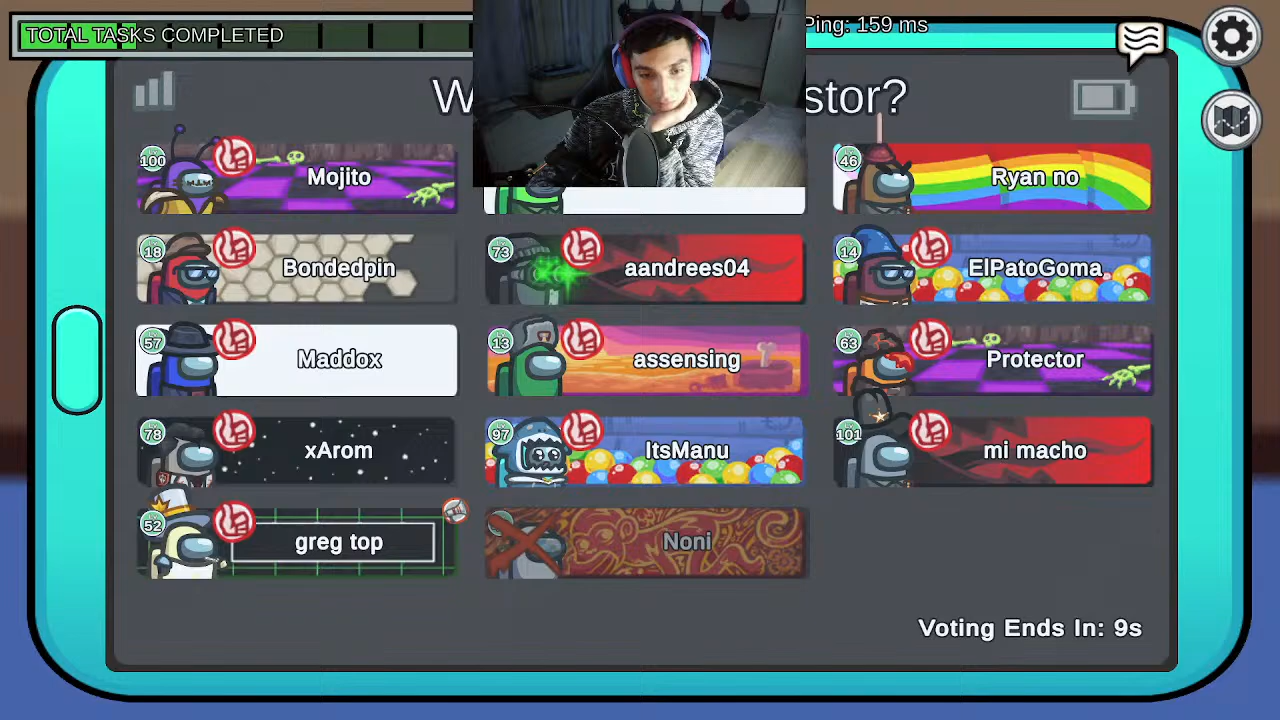 TOTAL TASKS COMPLETED
Ping: 159 ms
W stor?
100 Mojito
46 Ryan no
18 Bondedpin
73 aandrees04
14 ElPatoGoma
57 Maddox
13 assensing
63 Protector
78 xArom
97 ItsManu
101 mi macho
52 greg top
Noni
Voting Ends In: 9s